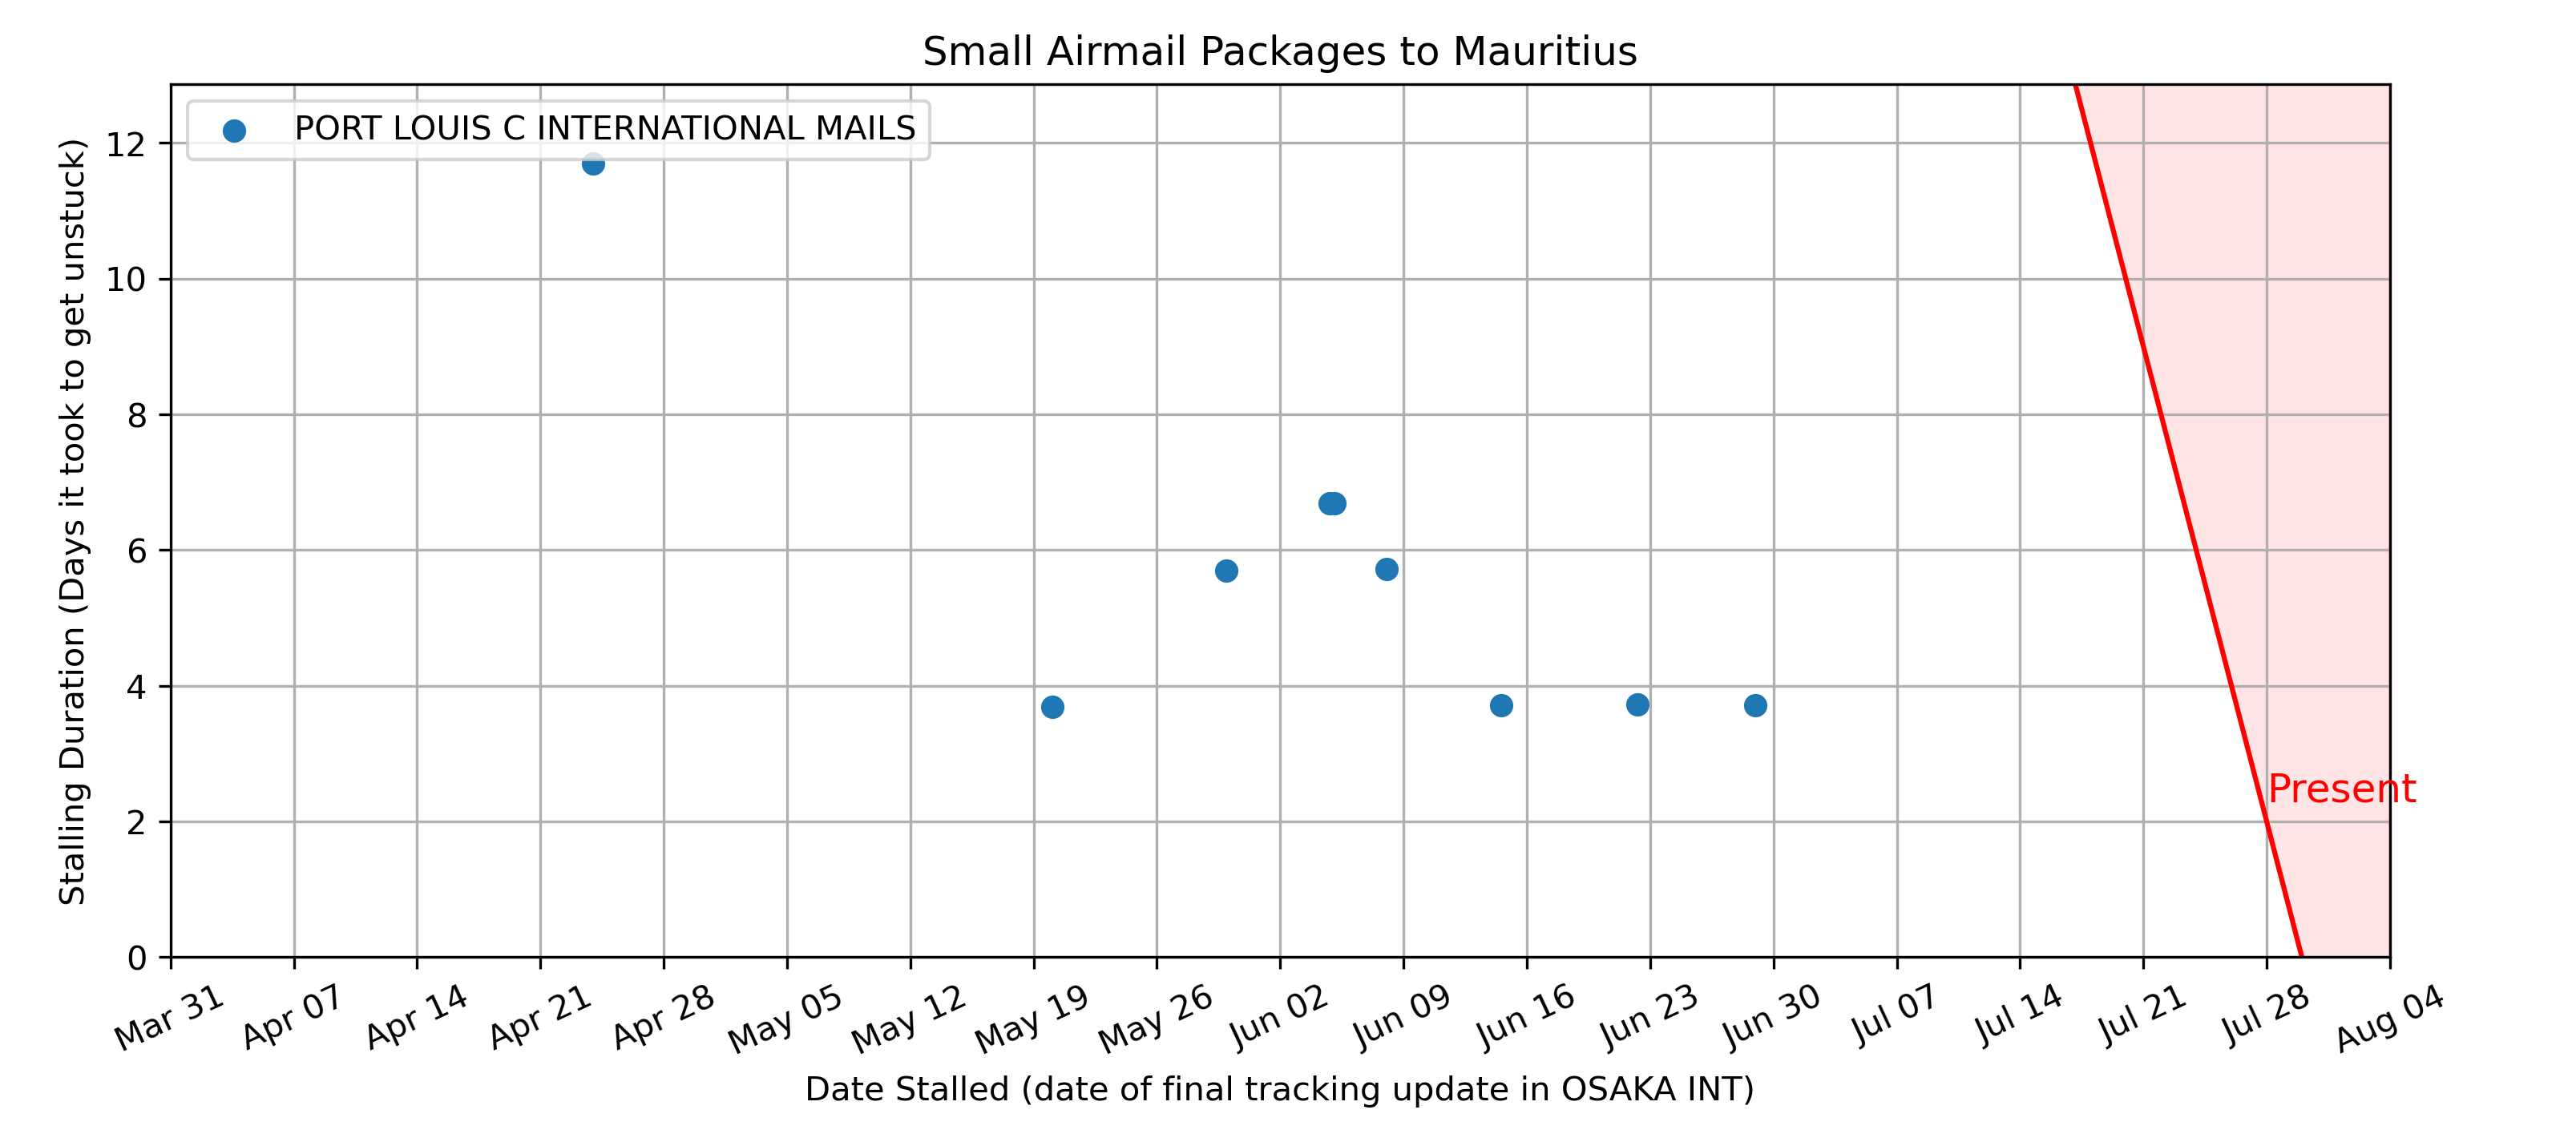 Small Airmail Packages to Mauritius
PORT LOUIS C INTERNATIONAL MAILS
Stalling Duration (Days it took to get unstuck)
12
10
8
6
4
2
0
Present
Mar 31
Apr 07
Apr 14
Apr 21
Apr 28
May 05
May 12
May 19
May 26
Jun 02
Jun 09
Jun 16
Jun 23
Jun 30
Jul 07
Jul 14
Jul 21
Jul 28
Aug 04
Date Stalled (date of final tracking update in OSAKA INT)